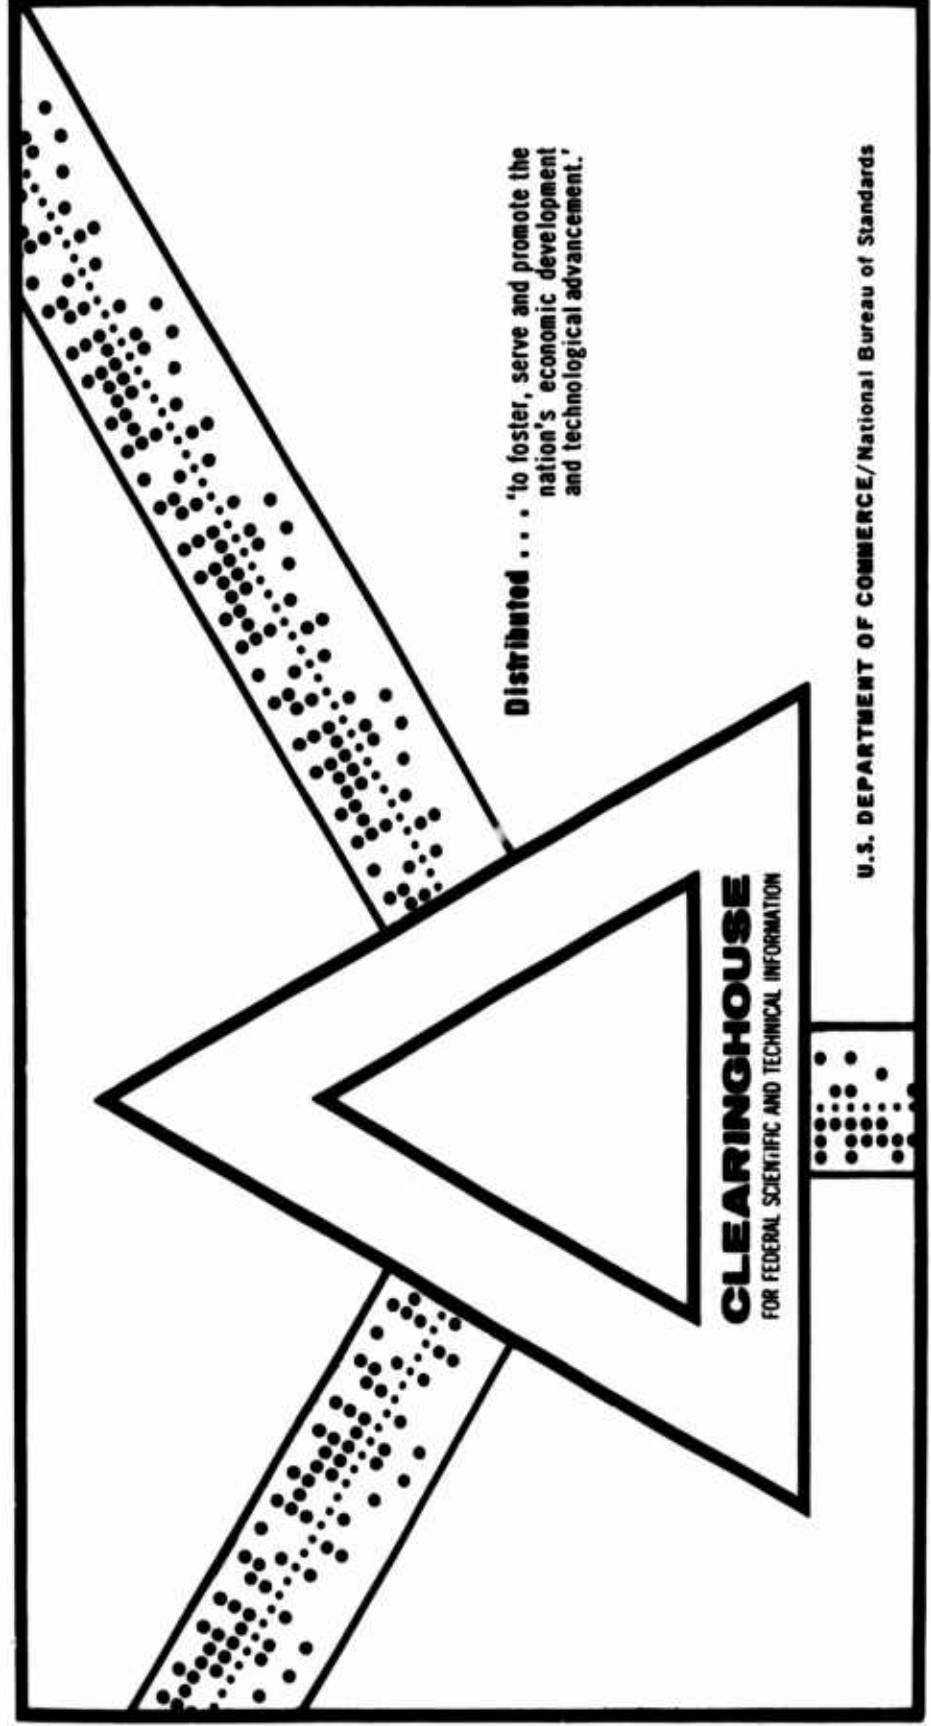 Distributed . . . 'to foster, serve and promote the
nation's economic development
and technological advancement.'
CLEARINGHOUSE
FOR FEDERAL SCIENTIFIC AND TECHNICAL INFORMATION
U.S. DEPARTMENT OF COMMERCE/National Bureau of Standards